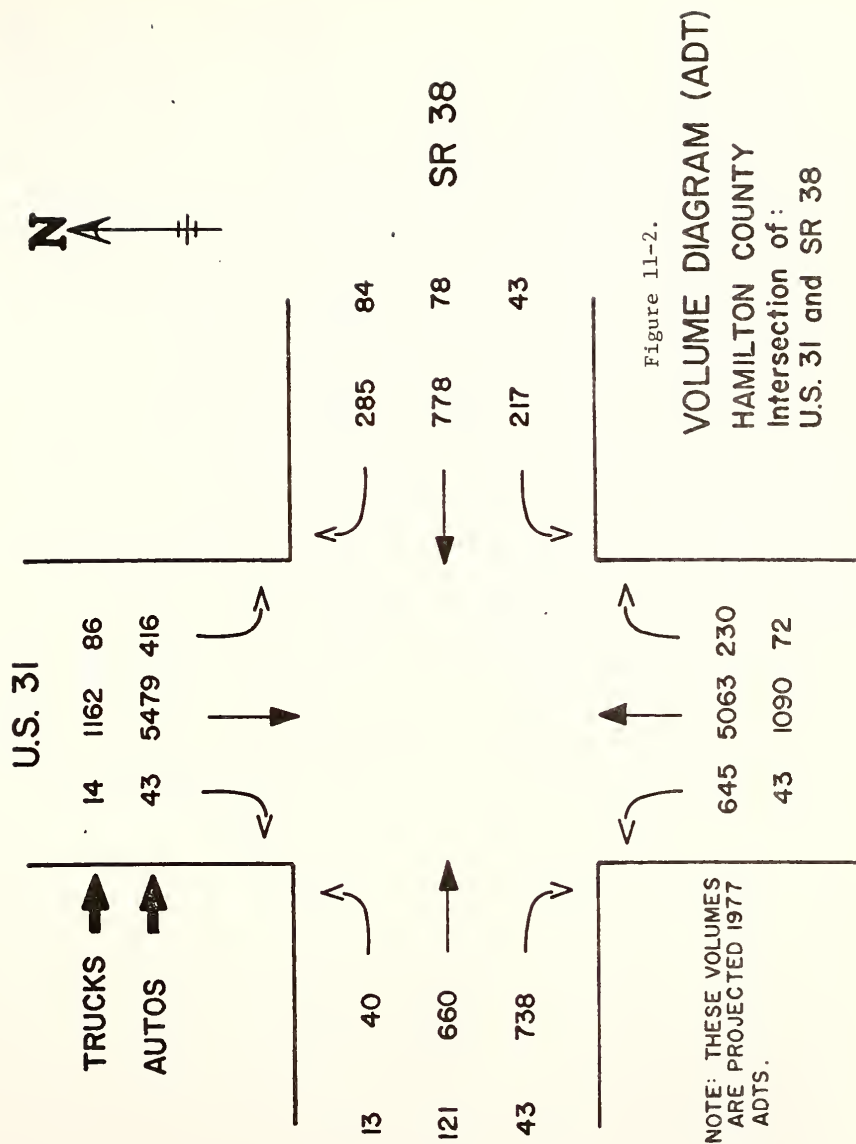 U.S. 31
N
TRUCKS 14 1162 86
AUTOS 43 5479 416
13 40
121 660
43 738
285 84
778 78
217 43
SR 38
645 5063 230
43 1090 72
NOTE: THESE VOLUMES
ARE PROJECTED 1977
ADTS.
Figure 11-2.
VOLUME DIAGRAM (ADT)
HAMILTON COUNTY
Intersection of:
U.S. 31 and SR 38